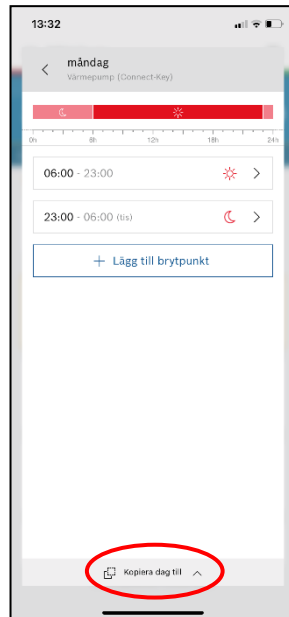 13:32
måndag
Värmepump (Connect-Key)
0h 6h 12h 18h 24h
06:00 - 23:00
23:00 - 06:00 (tis)
+ Lägg till brytpunkt
Kopiera dag till